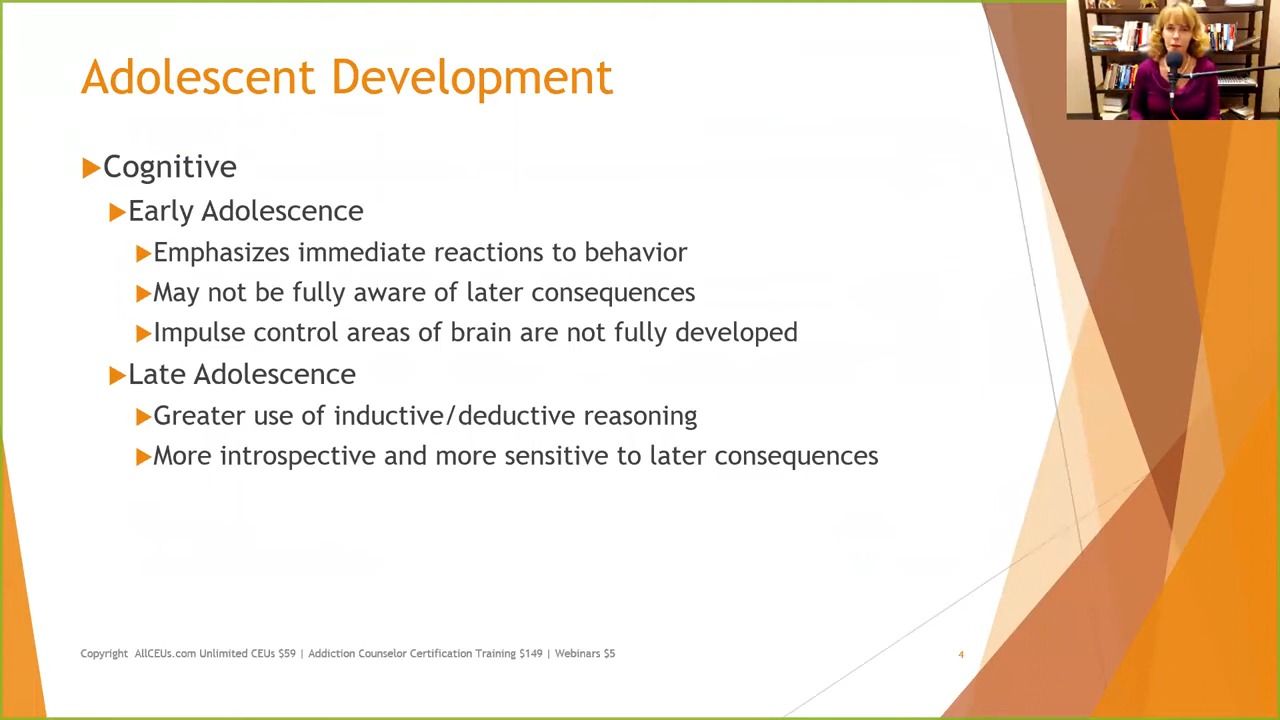 Adolescent Development
Cognitive
Early Adolescence
Emphasizes immediate reactions to behavior
May not be fully aware of later consequences
Impulse control areas of brain are not fully developed
Late Adolescence
Greater use of inductive/deductive reasoning
More introspective and more sensitive to later consequences
Copyright AllCEUs.com Unlimited CEUs $59 | Addiction Counselor Certification Training $149 | Webinars $5
4